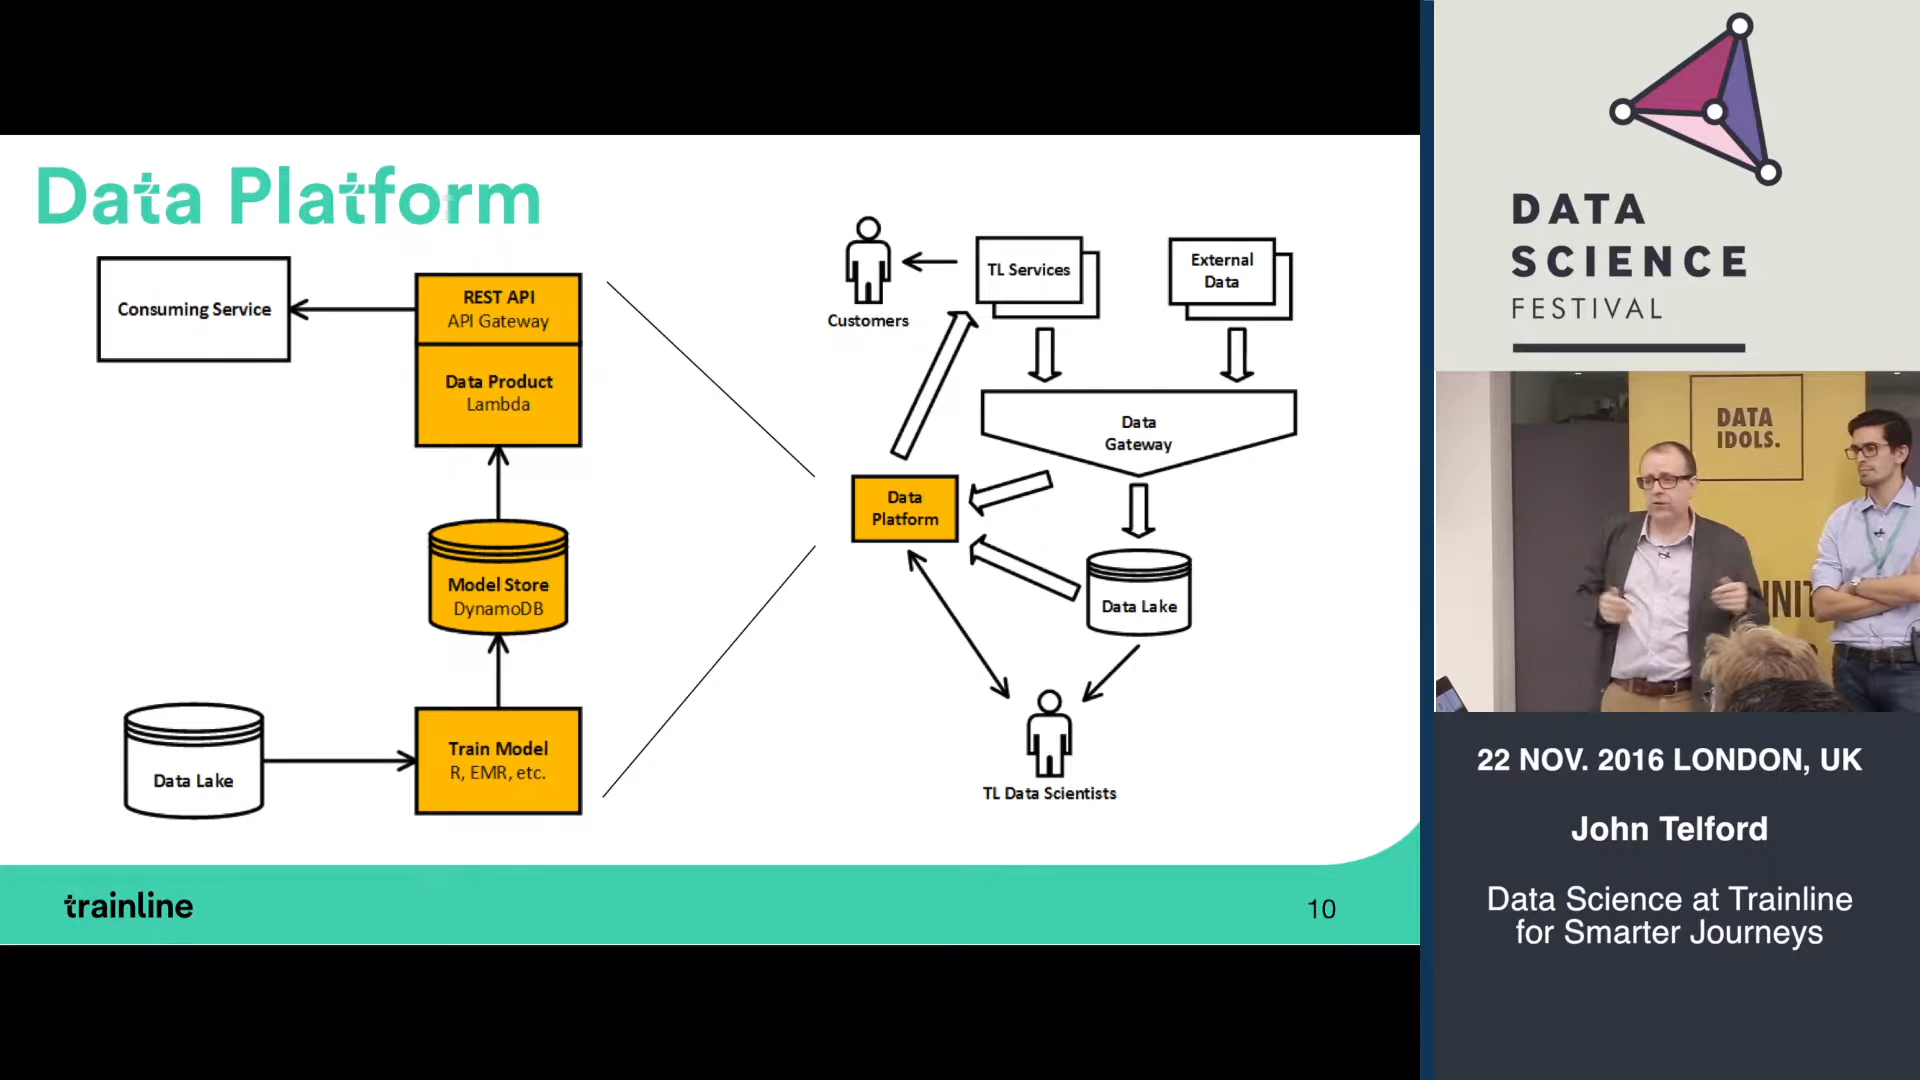 Data Platform
Consuming Service
REST API
API Gateway
Data Product
Lambda
Model Store
DynamoDB
Data Lake
Train Model
R, EMR, etc.
Customers
TL Services
External
Data
Data
Gateway
Data
Platform
Data Lake
TL Data Scientists
trainline
10
DATA
SCIENCE
FESTIVAL
DATA
IDOLS.
NIT
22 NOV. 2016 LONDON, UK
John Telford
Data Science at Trainline
for Smarter Journeys